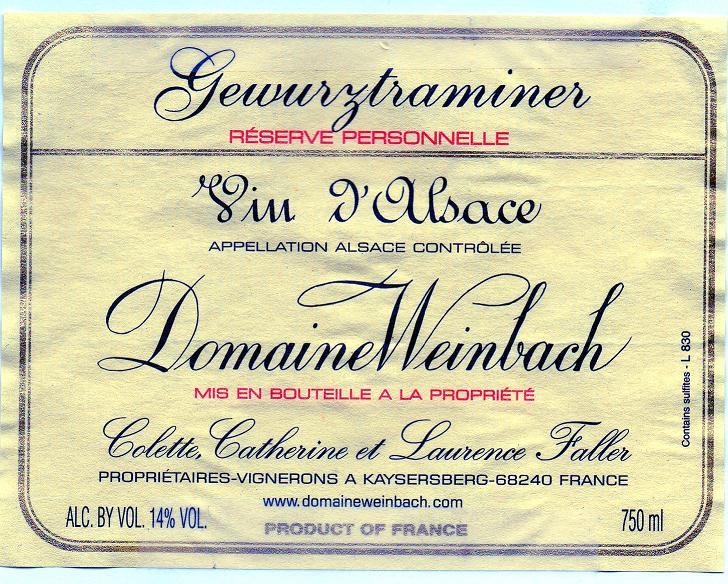 Gewurztraminer
RÉSERVE PERSONNELLE
Vin d'Alsace
APPELLATION ALSACE CONTRÔLÉE
Domaine Weinbach
MIS EN BOUTEILLE A LA PROPRIÉTÉ
Colette, Catherine et Laurence Faller
PROPRIÉTAIRES-VIGNERONS A KAYSERSBERG-68240 FRANCE
www.domaineweinbach.com
ALC. BY VOL. 14% VOL.
PRODUCT OF FRANCE
750 ml
Contains sulfites - L 830